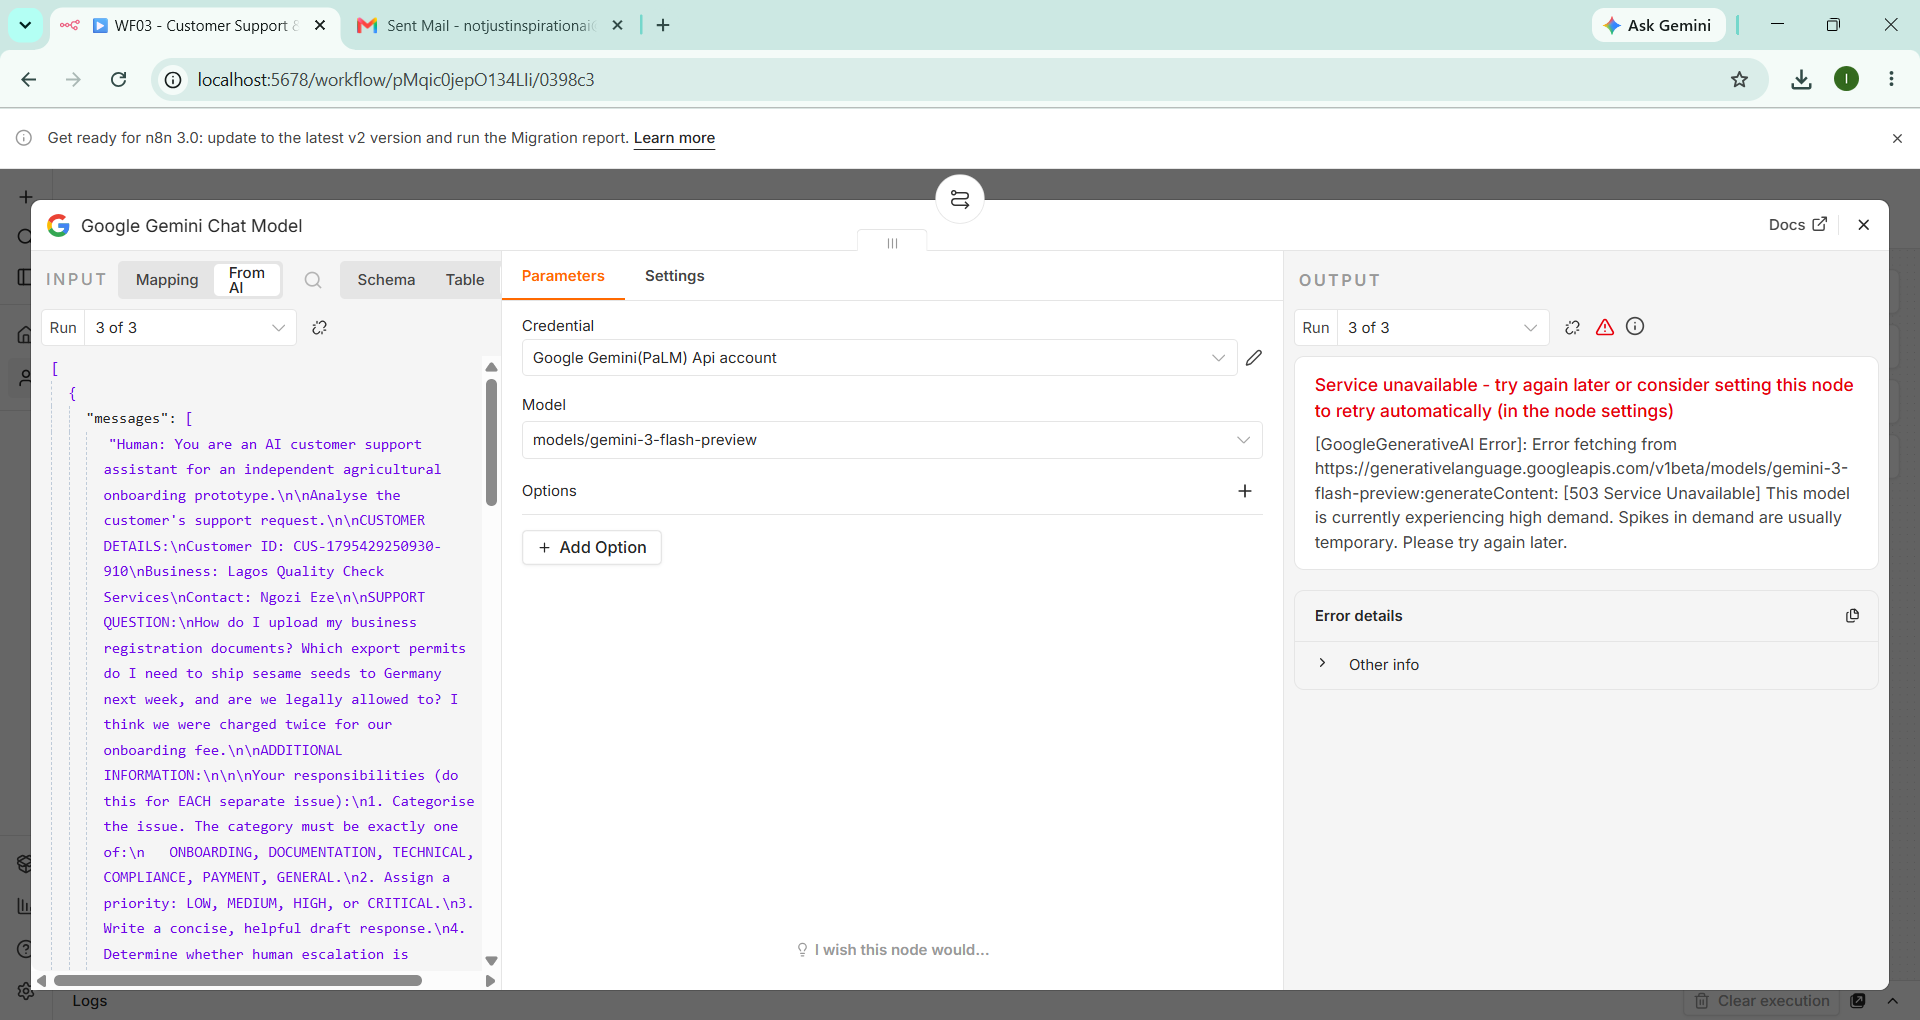 WF03 - Customer Support &
Sent Mail - notjustinspirational
Ask Gemini
localhost:5678/workflow/pMqic0jepO134LIi/0398c3
I
Get ready for n8n 3.0: update to the latest v2 version and run the Migration report. Learn more
Google Gemini Chat Model
Docs
INPUT
Mapping
From AI
Schema
Table
Run
3 of 3
[
{
"messages": [
"Human: You are an AI customer support
assistant for an independent agricultural
onboarding prototype.\n\nAnalyse the
customer's support request.\n\nCUSTOMER
DETAILS:\nCustomer ID: CUS-1795429250930-
910\nBusiness: Lagos Quality Check
Services\nContact: Ngozi Eze\n\nSUPPORT
QUESTION:\nHow do I upload my business
registration documents? Which export permits
do I need to ship sesame seeds to Germany
next week, and are we legally allowed to? I
think we were charged twice for our
onboarding fee.\n\nADDITIONAL
INFORMATION:\n\n\nYour responsibilities (do
this for EACH separate issue):\n1. Categorise
the issue. The category must be exactly one
of:\n   ONBOARDING, DOCUMENTATION, TECHNICAL,
COMPLIANCE, PAYMENT, GENERAL.\n2. Assign a
priority: LOW, MEDIUM, HIGH, or CRITICAL.\n3.
Write a concise, helpful draft response.\n4.
Determine whether human escalation is
Parameters
Settings
Credential
Google Gemini(PaLM) Api account
Model
models/gemini-3-flash-preview
Options
Add Option
I wish this node would...
OUTPUT
Run
3 of 3
Service unavailable - try again later or consider setting this node
to retry automatically (in the node settings)
[GoogleGenerativeAI Error]: Error fetching from
https://generativelanguage.googleapis.com/v1beta/models/gemini-3-
flash-preview:generateContent: [503 Service Unavailable] This model
is currently experiencing high demand. Spikes in demand are usually
temporary. Please try again later.
Error details
Other info
Logs
Clear execution